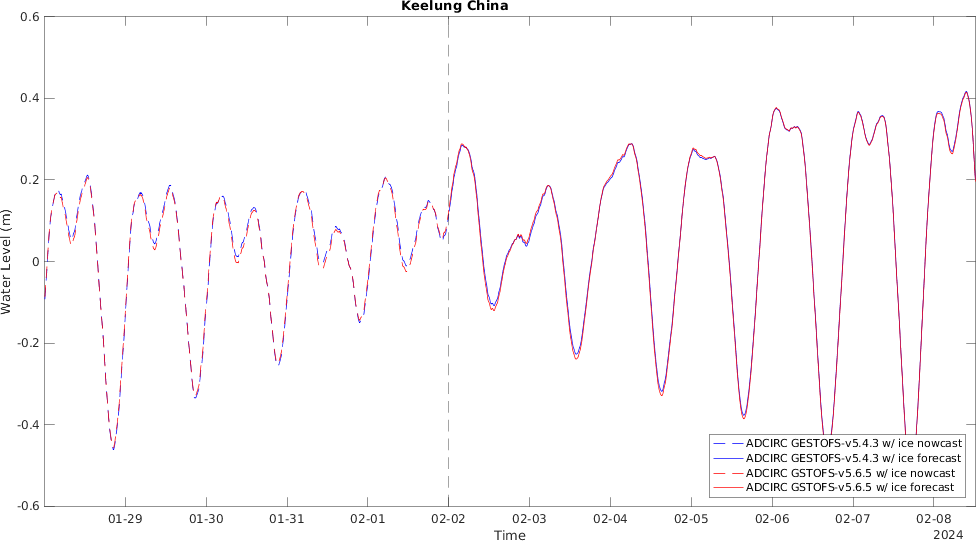 Keelung China
0.6
0.4
0.2
0
-0.2
-0.4
-0.6
Water Level (m)
01-29 01-30 01-31 02-01 02-02 02-03 02-04 02-05 02-06 02-07 02-08
Time
2024
ADCIRC GESTOFS-v5.4.3 w/ ice nowcast
ADCIRC GESTOFS-v5.4.3 w/ ice forecast
ADCIRC GSTOFS-v5.6.5 w/ ice nowcast
ADCIRC GSTOFS-v5.6.5 w/ ice forecast